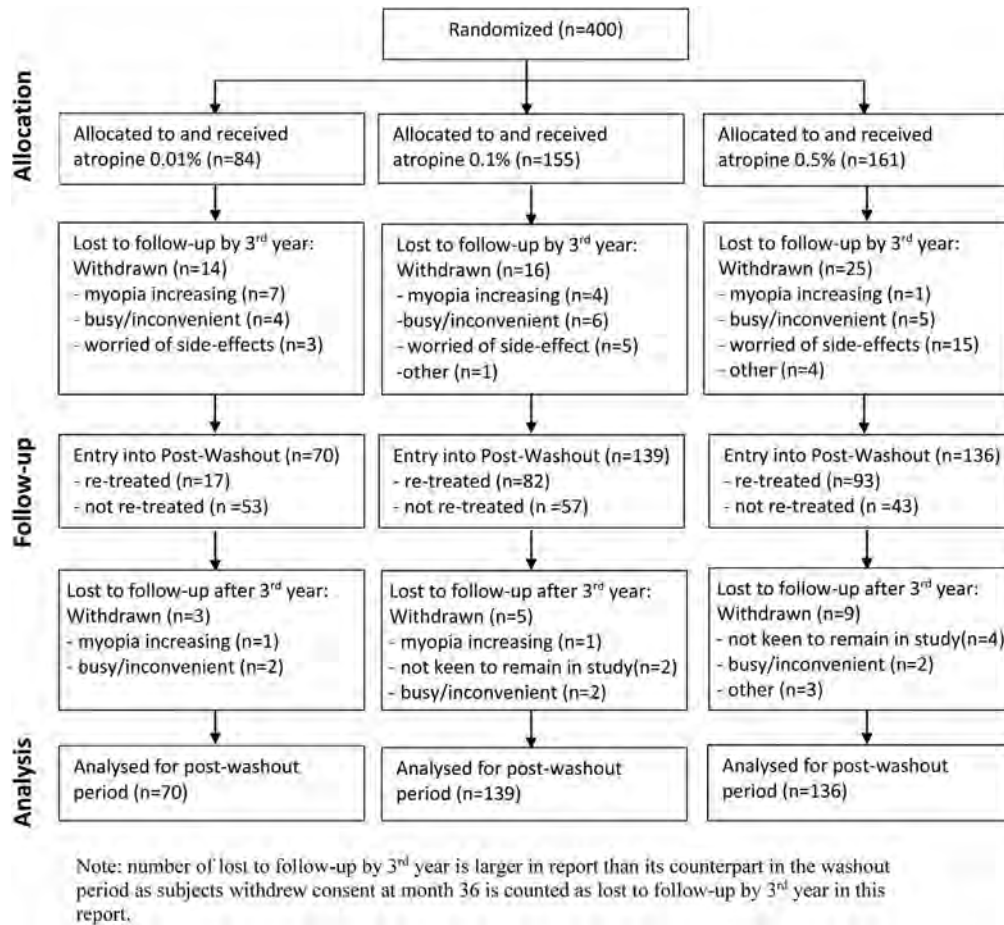 Randomized (n=400)
Allocation
Allocated to and received
atropine 0.01% (n=84)
Allocated to and received
atropine 0.1% (n=155)
Allocated to and received
atropine 0.5% (n=161)
Lost to follow-up by 3rd year:
Withdrawn (n=14)
- myopia increasing (n=7)
- busy/inconvenient (n=4)
- worried of side-effects (n=3)
Lost to follow-up by 3rd year:
Withdrawn (n=16)
- myopia increasing (n=4)
-busy/inconvenient (n=6)
- worried of side-effect (n=5)
-other (n=1)
Lost to follow-up by 3rd year:
Withdrawn (n=25)
- myopia increasing (n=1)
- busy/inconvenient (n=5)
- worried of side-effects (n=15)
- other (n=4)
Follow-up
Entry into Post-Washout (n=70)
- re-treated (n=17)
- not re-treated (n =53)
Entry into Post-Washout (n=139)
- re-treated (n=82)
- not re-treated (n =57)
Entry into Post-Washout (n=136)
- re-treated (n=93)
- not re-treated (n =43)
Lost to follow-up after 3rd year:
Withdrawn (n=3)
- myopia increasing (n=1)
- busy/inconvenient (n=2)
Lost to follow-up after 3rd year:
Withdrawn (n=5)
- myopia increasing (n=1)
- not keen to remain in study(n=2)
- busy/inconvenient (n=2)
Lost to follow-up after 3rd year:
Withdrawn (n=9)
- not keen to remain in study(n=4)
- busy/inconvenient (n=2)
- other (n=3)
Analysis
Analysed for post-washout
period (n=70)
Analysed for post-washout
period (n=139)
Analysed for post-washout
period (n=136)
Note: number of lost to follow-up by 3rd year is larger in report than its counterpart in the washout
period as subjects withdrew consent at month 36 is counted as lost to follow-up by 3rd year in this
report.